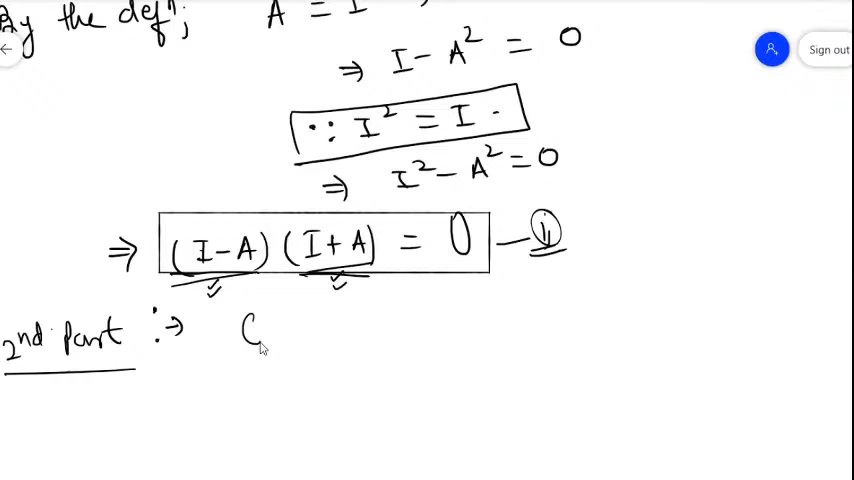 By the defⁿ; A = I
Sign out
⇒ I - A² = 0
∵ I² = I .
⇒ I² - A² = 0
⇒ (I - A) (I + A) = 0 —
2nd Part :→ (